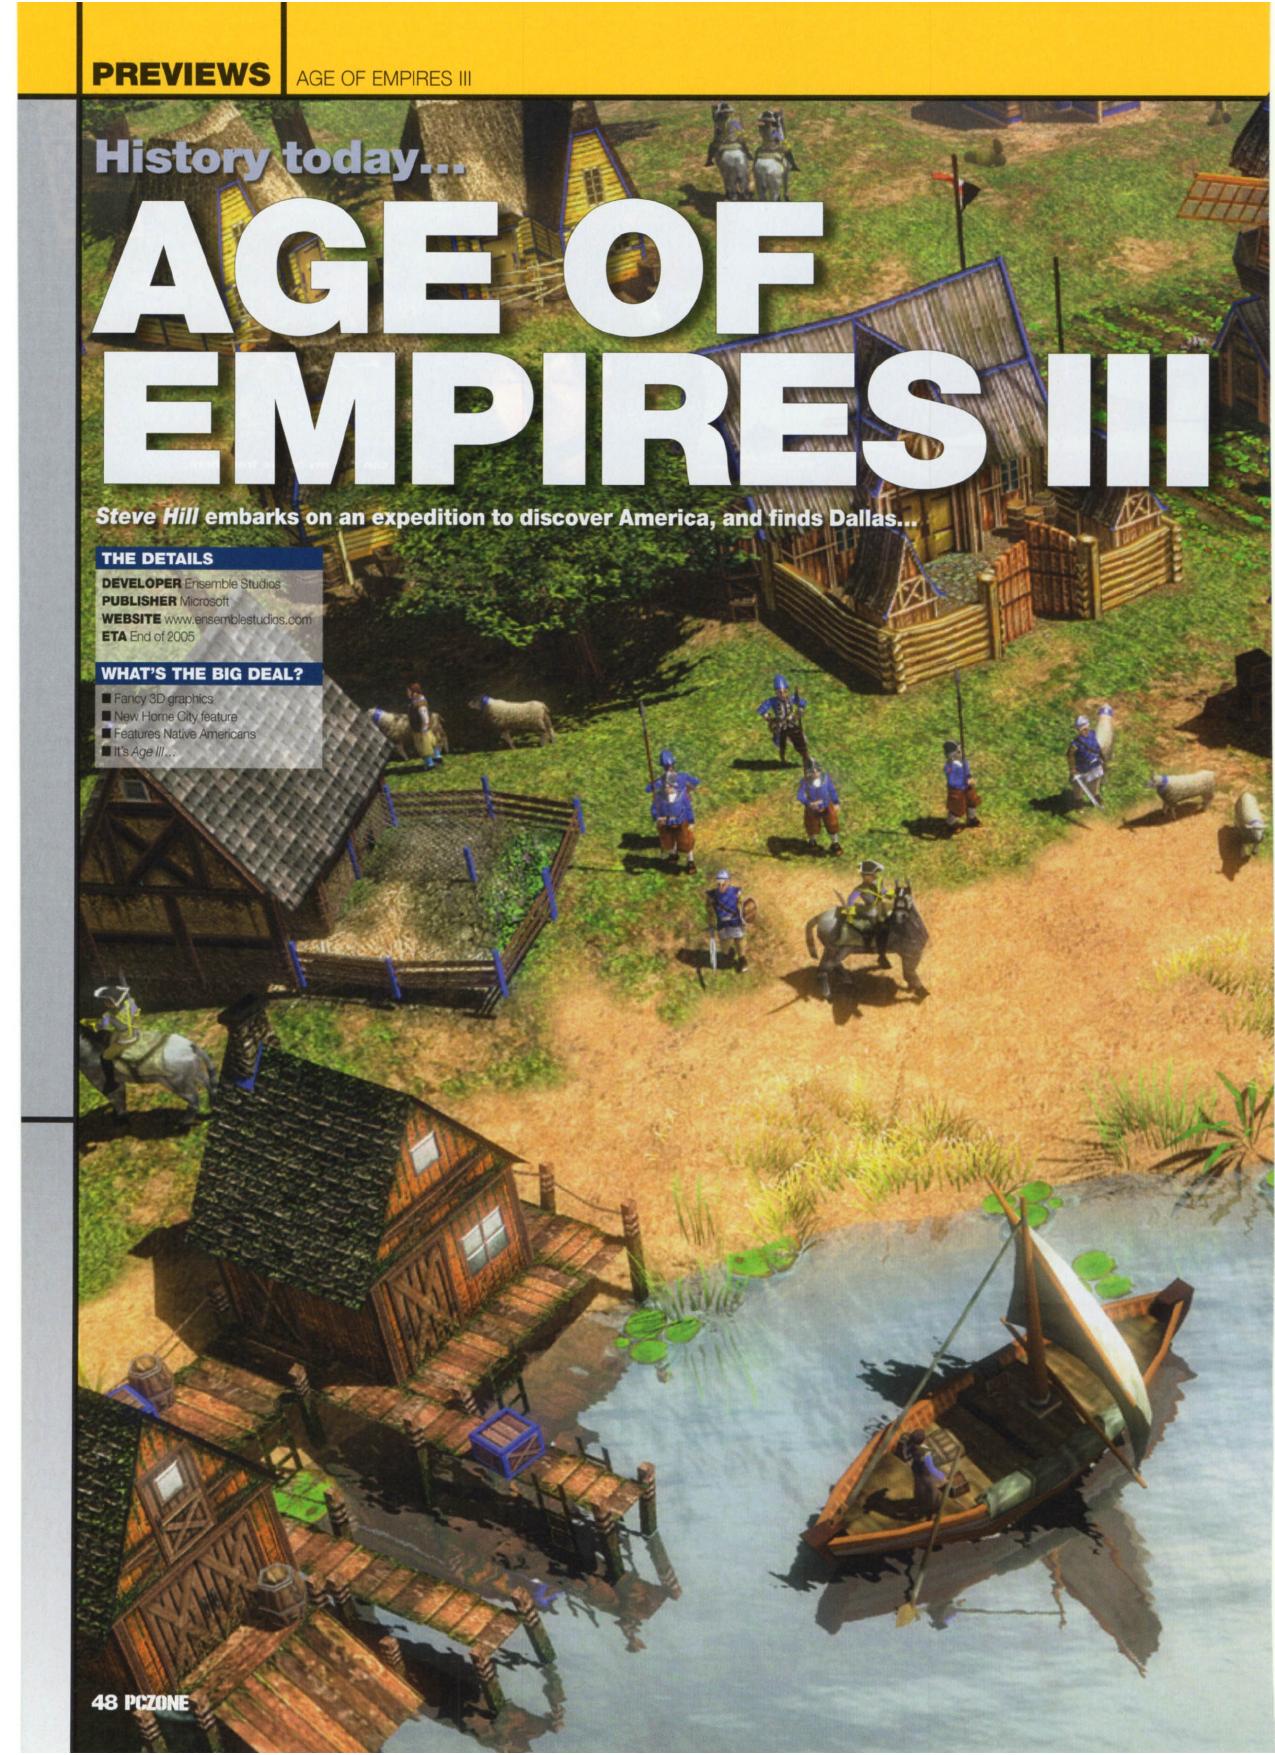 PREVIEWS AGE OF EMPIRES III
History today...
AGE OF
EMPIRES III
Steve Hill embarks on an expedition to discover America, and finds Dallas...
THE DETAILS
DEVELOPER Ensemble Studios
PUBLISHER Microsoft
WEBSITE www.ensemblestudios.com
ETA End of 2005
WHAT'S THE BIG DEAL?
■ Fancy 3D graphics
■ New Home City feature
■ Features Native Americans
■ It's Age III...
48 PCZONE